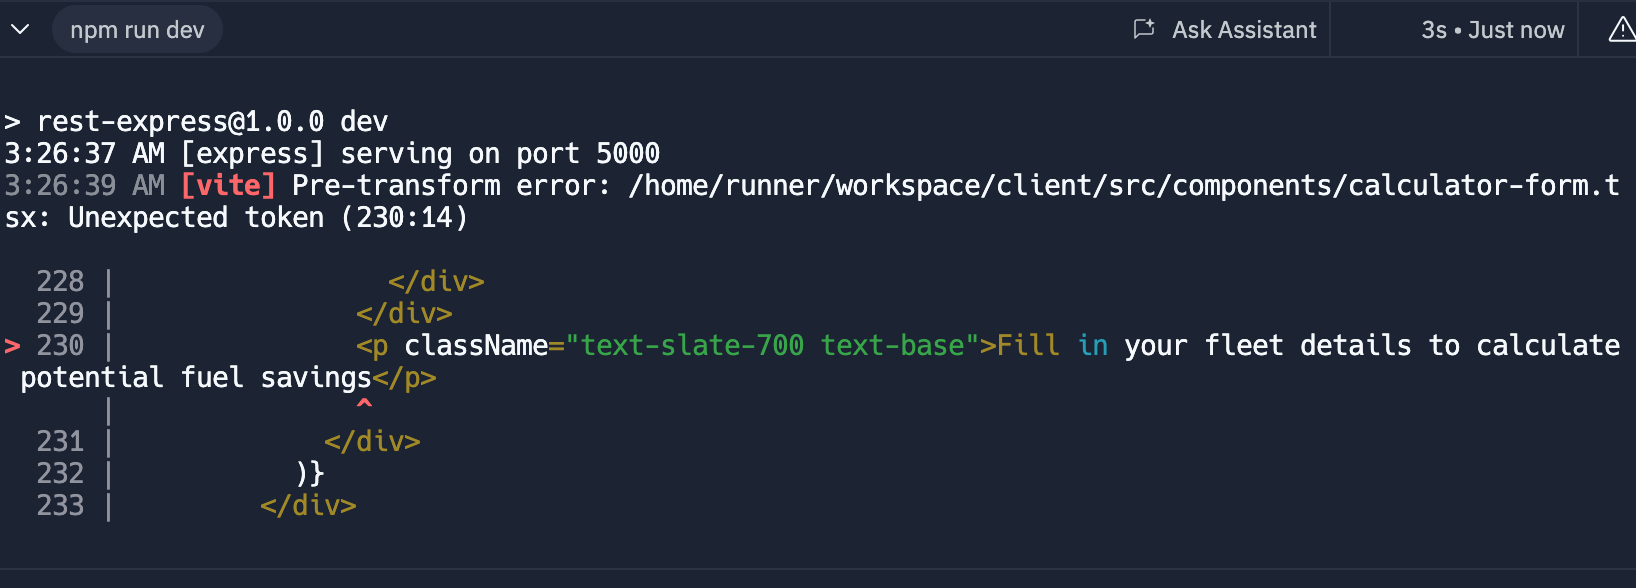 npm run dev
Ask Assistant
3s • Just now
> rest-express@1.0.0 dev
3:26:37 AM [express] serving on port 5000
3:26:39 AM [vite] Pre-transform error: /home/runner/workspace/client/src/components/calculator-form.t
sx: Unexpected token (230:14)
228 |                 </div>
229 |               </div>
> 230 |               <p className="text-slate-700 text-base">Fill in your fleet details to calculate
potential fuel savings</p>
|               ^
231 |             </div>
232 |           )}
233 |         </div>